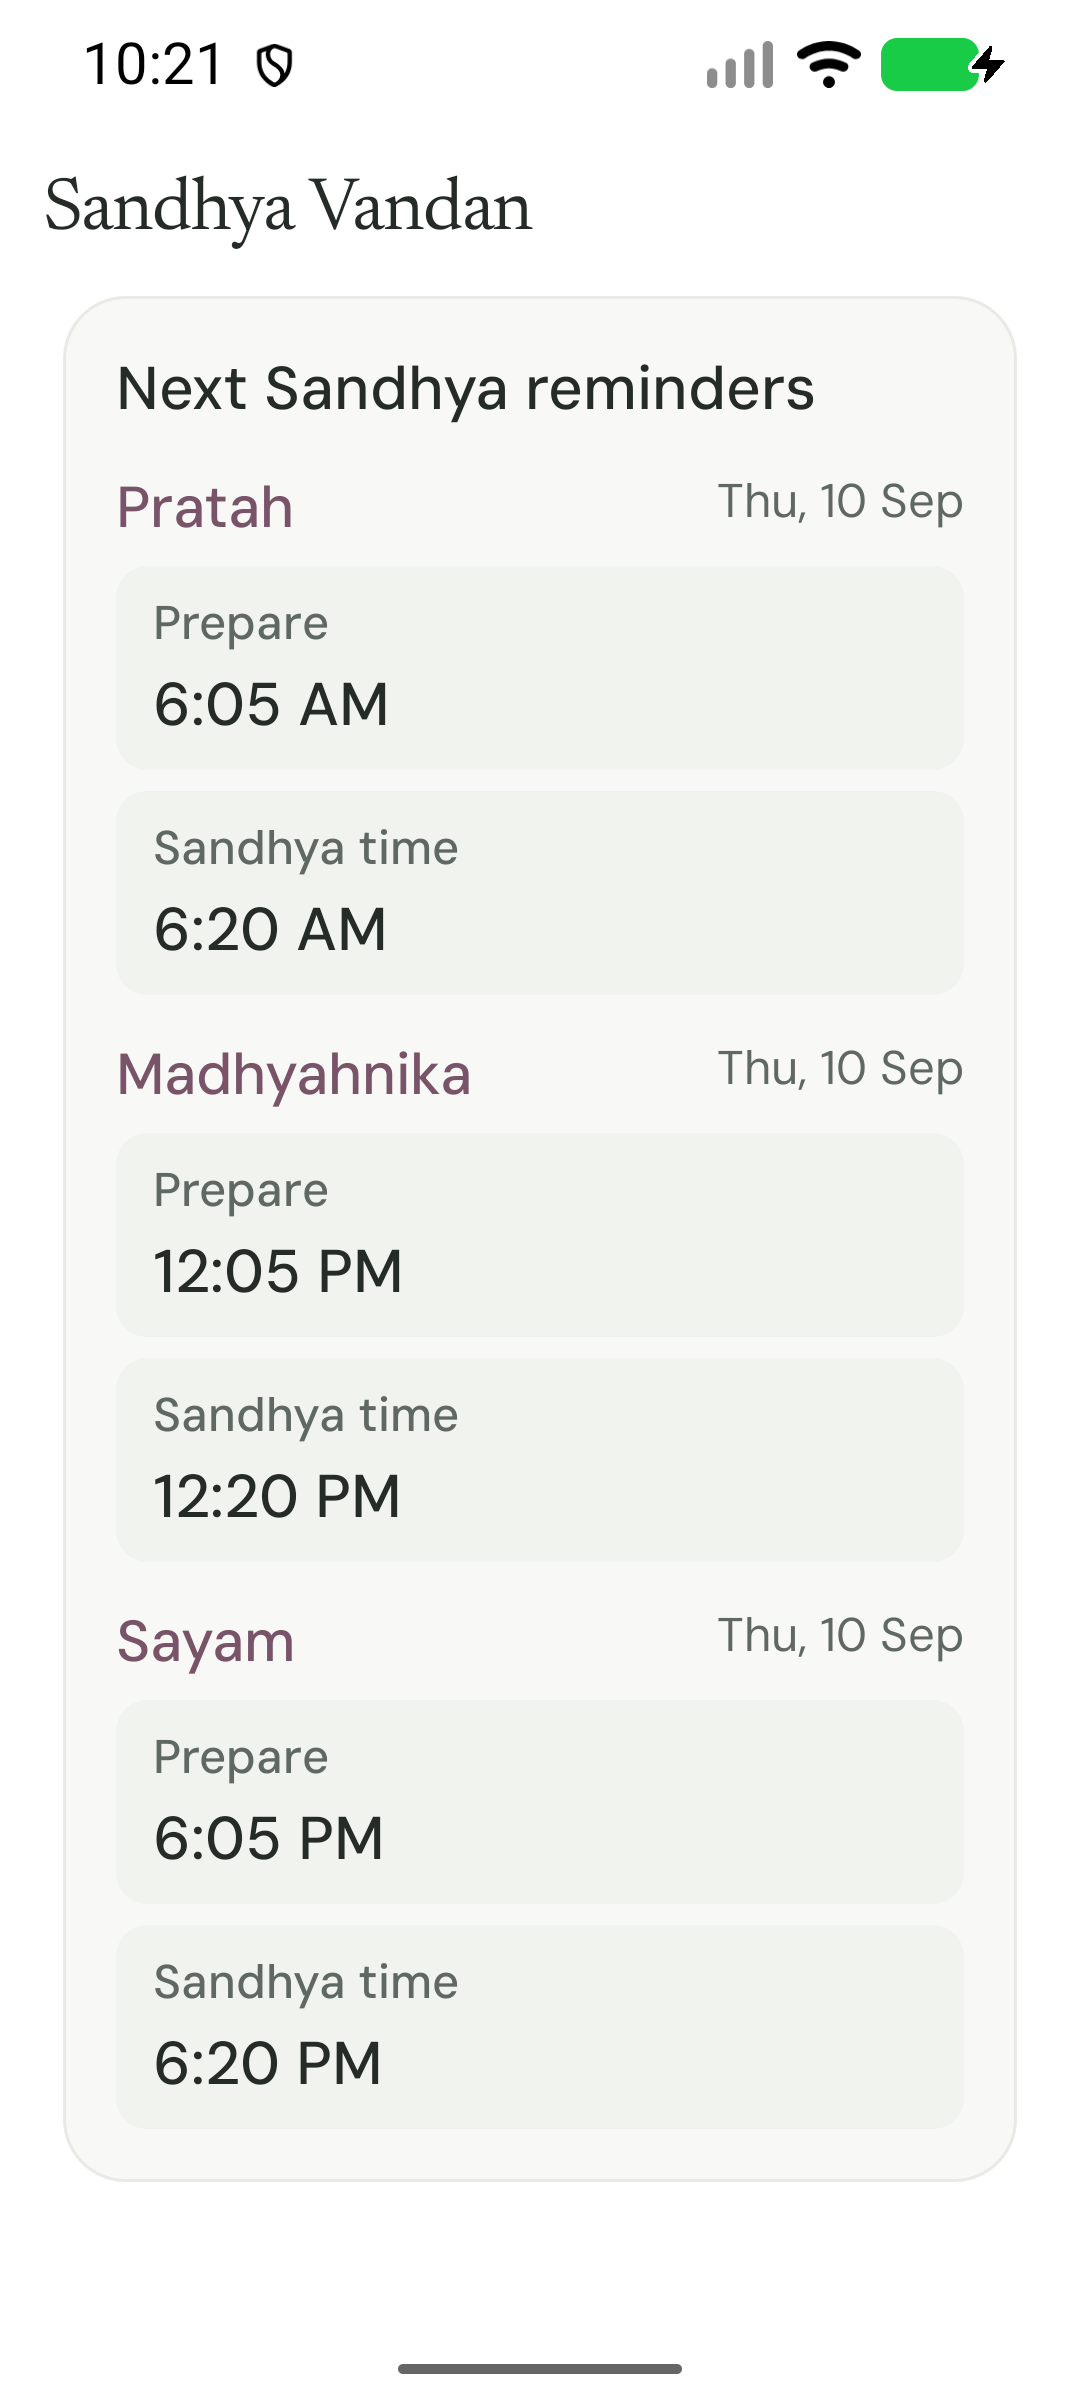 10:21
Sandhya Vandan
Next Sandhya reminders
Pratah Thu, 10 Sep
Prepare
6:05 AM
Sandhya time
6:20 AM
Madhyahnika Thu, 10 Sep
Prepare
12:05 PM
Sandhya time
12:20 PM
Sayam Thu, 10 Sep
Prepare
6:05 PM
Sandhya time
6:20 PM